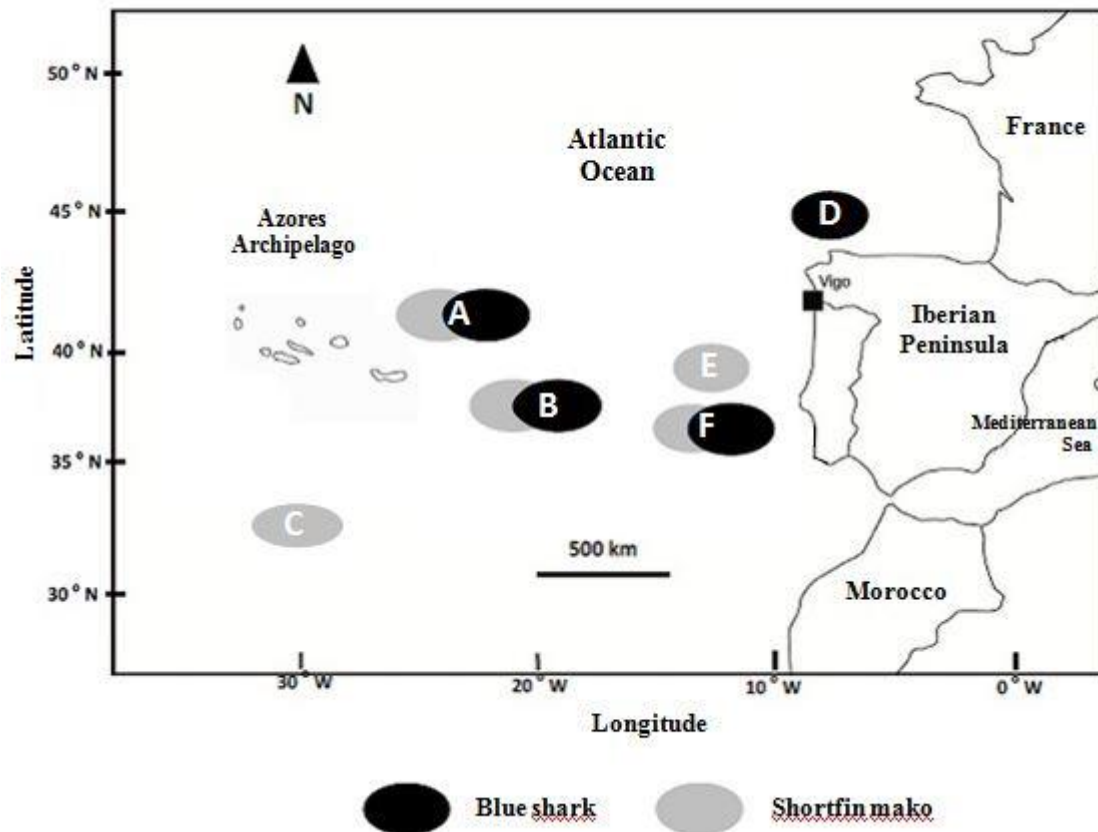 50° N
N
Atlantic
Ocean
France
45° N
D
Azores
Archipelago
Vigo
A
Iberian
Peninsula
Latitude
40° N
E
B
F
Mediterranean
Sea
35° N
C
500 km
30° N
Morocco
30° W
20° W
10° W
0° W
Longitude
Blue shark
Shortfin mako